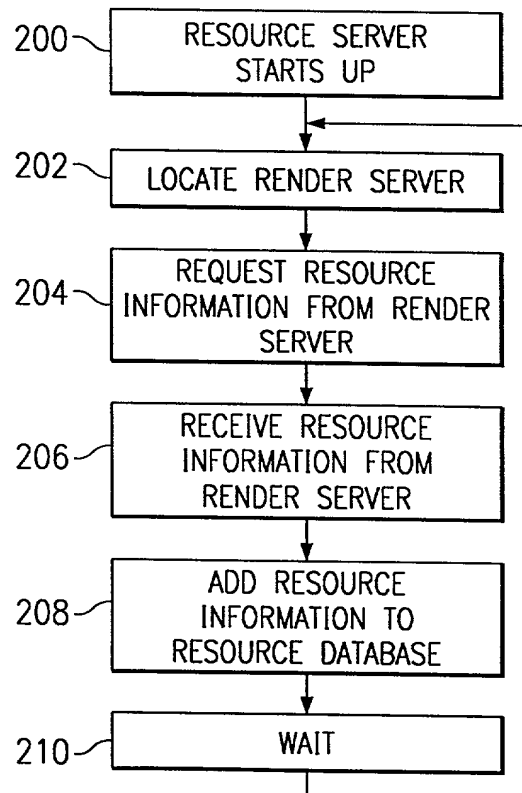 200
RESOURCE SERVER
STARTS UP
202
LOCATE RENDER SERVER
204
REQUEST RESOURCE
INFORMATION FROM RENDER
SERVER
206
RECEIVE RESOURCE
INFORMATION FROM
RENDER SERVER
208
ADD RESOURCE
INFORMATION TO
RESOURCE DATABASE
210
WAIT